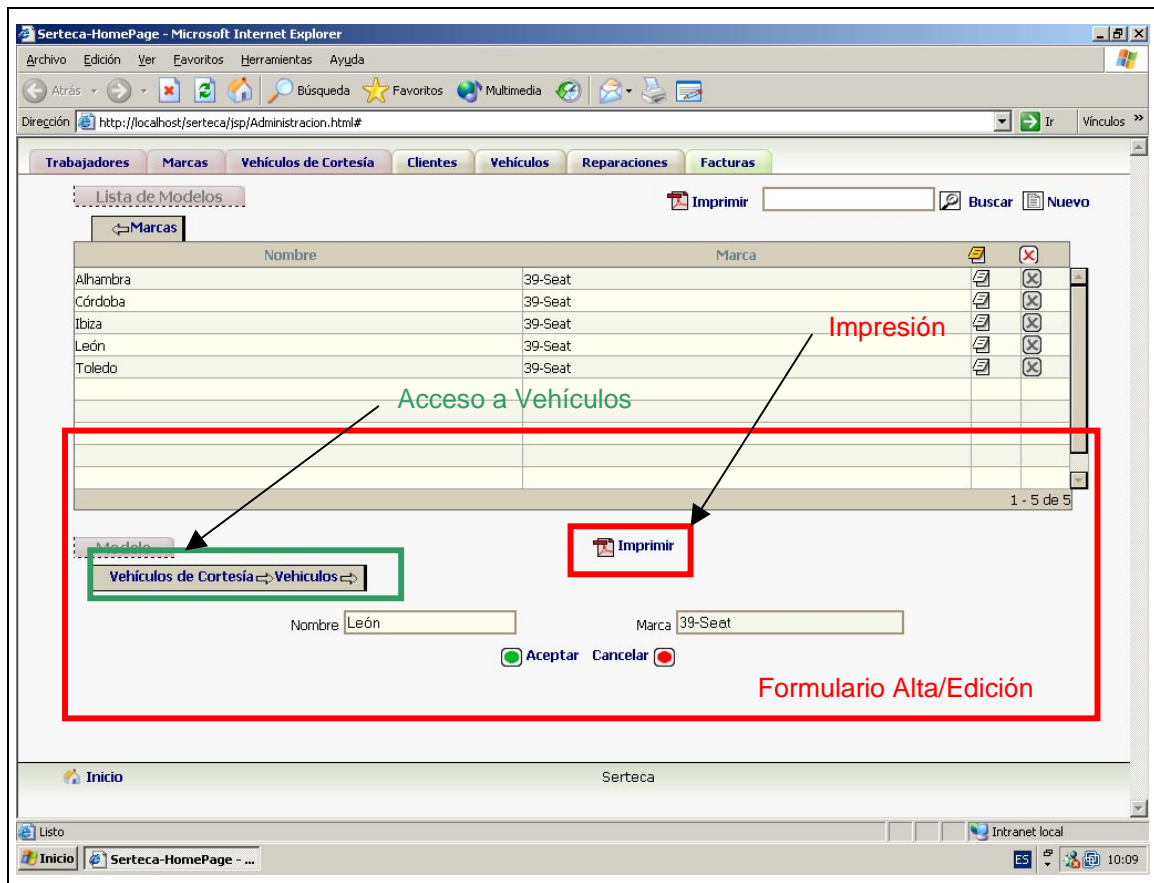 Serteca-HomePage - Microsoft Internet Explorer
Archivo Edición Ver Favoritos Herramientas Ayuda
Atrás Búsqueda Favoritos Multimedia
Dirección http://localhost/serteca/jsp/Administracion.html# Ir Vínculos »
Trabajadores Marcas Vehículos de Cortesía Clientes Vehículos Reparaciones Facturas
Lista de Modelos Imprimir Buscar Nuevo
Marcas
Nombre Marca
Alhambra 39-Seat
Córdoba 39-Seat
Ibiza 39-Seat
Impresión
León 39-Seat
Toledo 39-Seat
Acceso a Vehículos
1 - 5 de 5
Modelo Imprimir
Vehículos de Cortesía Vehiculos
Nombre León Marca 39-Seat
Aceptar Cancelar
Formulario Alta/Edición
Inicio Serteca
Listo Intranet local
Inicio Serteca-HomePage - ... ES 10:09